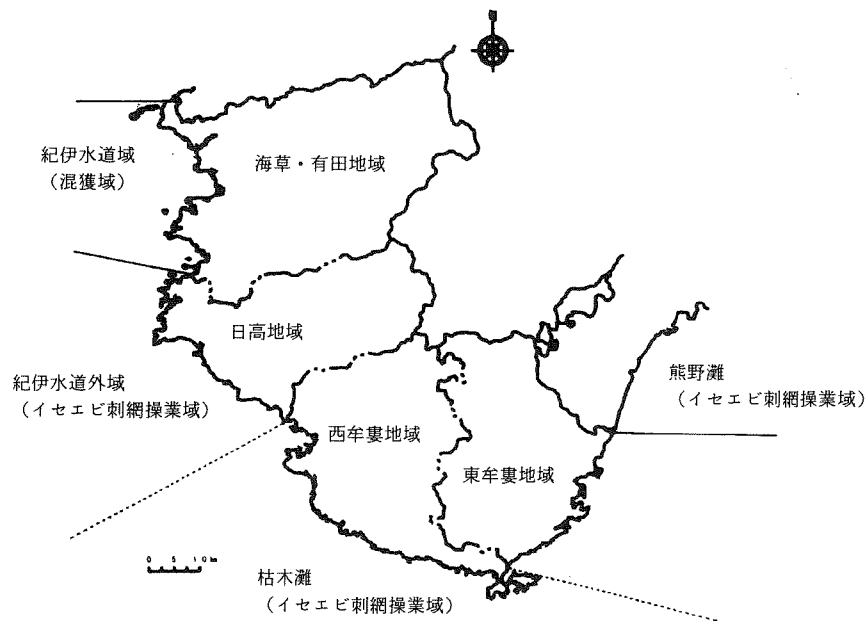 紀伊水道域
(混獲域)
海草・有田地域
日高地域
紀伊水道外域
(イセエビ刺網操業域)
熊野灘
(イセエビ刺網操業域)
西牟婁地域
東牟婁地域
0 5 10km
枯木灘
(イセエビ刺網操業域)